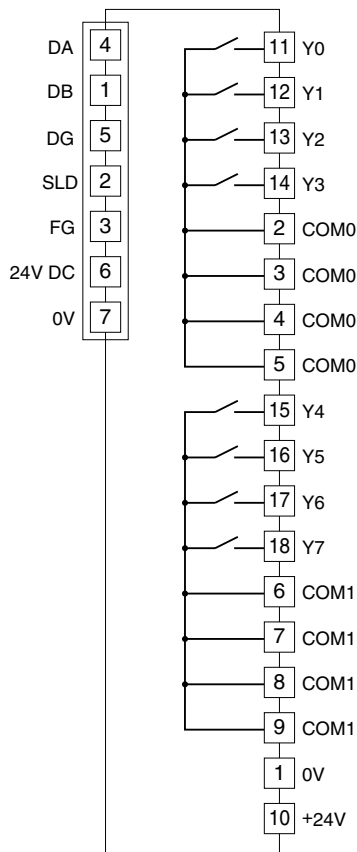 DA 4
DB 1
DG 5
SLD 2
FG 3
24V DC 6
0V 7
11 Y0
12 Y1
13 Y2
14 Y3
2 COM0
3 COM0
4 COM0
5 COM0
15 Y4
16 Y5
17 Y6
18 Y7
6 COM1
7 COM1
8 COM1
9 COM1
1 0V
10 +24V